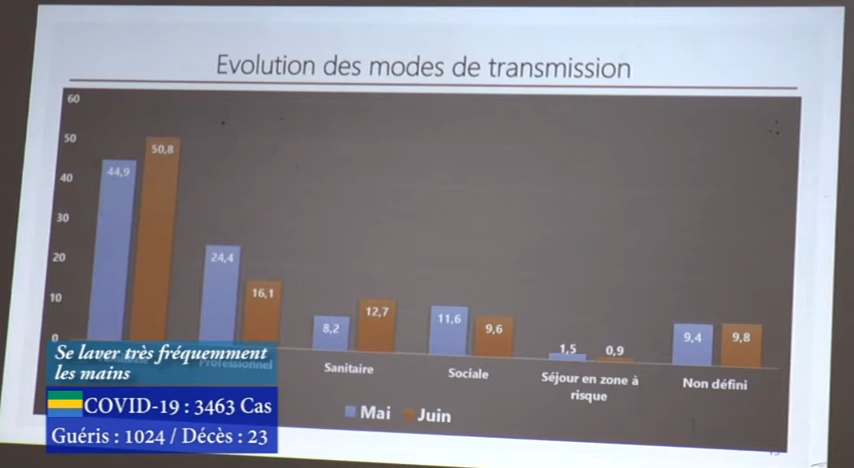 Evolution des modes de transmission
60
50
40
30
20
10
0
44,9
50,8
24,4
16,1
8,2
12,7
11,6
9,6
1,5
0,9
9,4
9,8
Professionnel
Sanitaire
Sociale
Séjour en zone à
risque
Non défini
Mai
Juin
Se laver très fréquemment
les mains
COVID-19 : 3463 Cas
Guéris : 1024 / Décès : 23